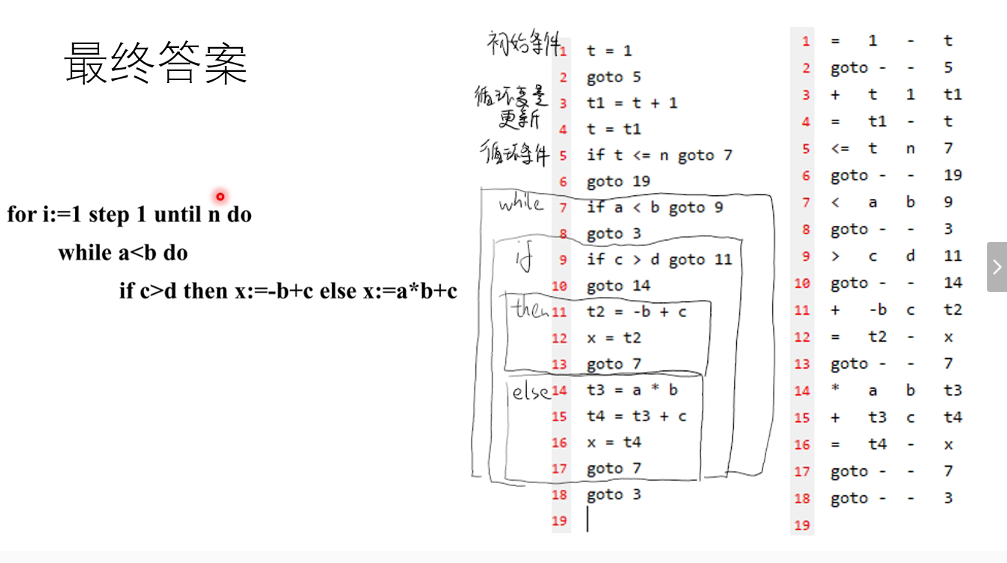 最终答案
for i:=1 step 1 until n do
while a<b do
if c>d then x:=-b+c else x:=a*b+c
初始条件
循环变量
更新
循环条件
while
if
then
else
1 t = 1
2 goto 5
3 t1 = t + 1
4 t = t1
5 if t <= n goto 7
6 goto 19
7 if a < b goto 9
8 goto 3
9 if c > d goto 11
10 goto 14
11 t2 = -b + c
12 x = t2
13 goto 7
14 t3 = a * b
15 t4 = t3 + c
16 x = t4
17 goto 7
18 goto 3
19
1 = 1 - t
2 goto - - 5
3 + t 1 t1
4 = t1 - t
5 <= t n 7
6 goto - - 19
7 < a b 9
8 goto - - 3
9 > c d 11
10 goto - - 14
11 + -b c t2
12 = t2 - x
13 goto - - 7
14 * a b t3
15 + t3 c t4
16 = t4 - x
17 goto - - 7
18 goto - - 3
19